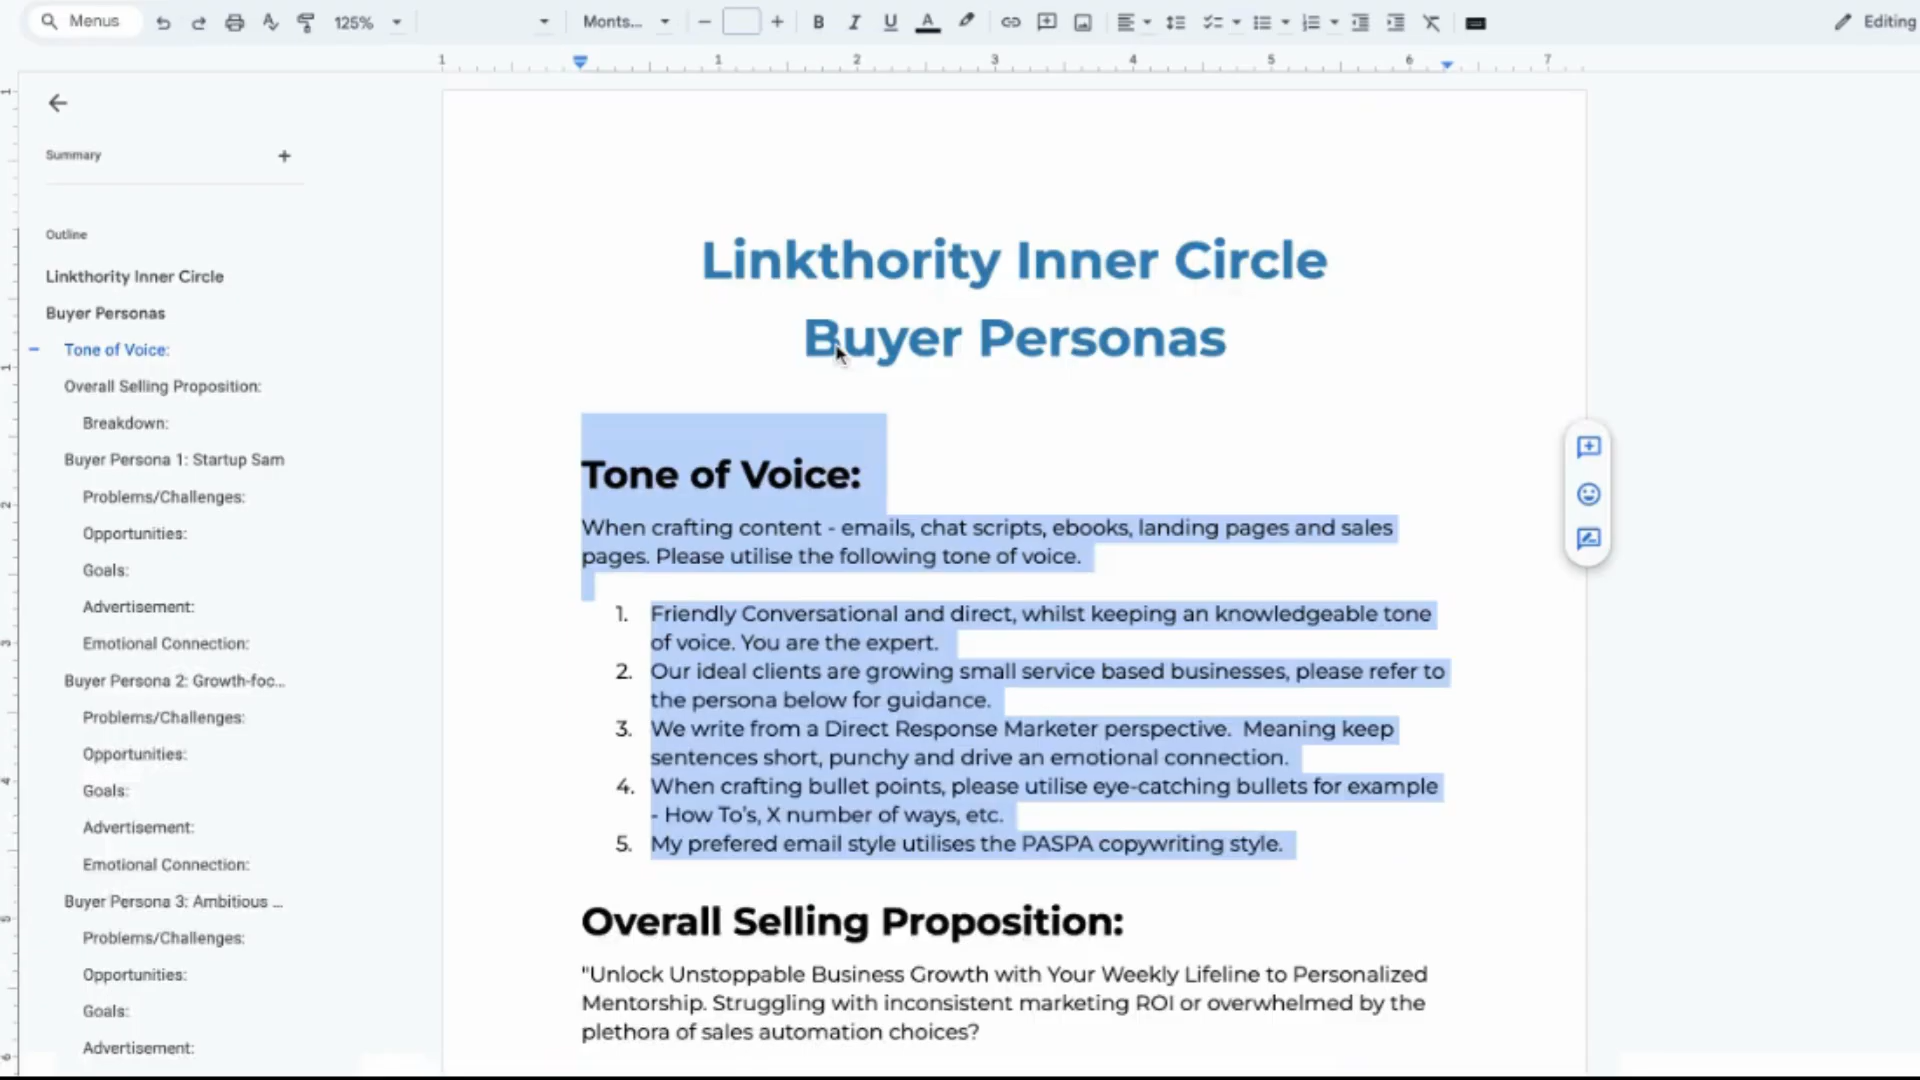 Menus
125%
Monts...
Editing
1 1 2 3 4 5 6 7
Summary
Outline
Linkthority Inner Circle
Buyer Personas
Tone of Voice:
Overall Selling Proposition:
Breakdown:
Buyer Persona 1: Startup Sam
Problems/Challenges:
Opportunities:
Goals:
Advertisement:
Emotional Connection:
Buyer Persona 2: Growth-foc...
Problems/Challenges:
Opportunities:
Goals:
Advertisement:
Emotional Connection:
Buyer Persona 3: Ambitious ...
Problems/Challenges:
Opportunities:
Goals:
Advertisement:
Linkthority Inner Circle
Buyer Personas
Tone of Voice:
When crafting content - emails, chat scripts, ebooks, landing pages and sales
pages. Please utilise the following tone of voice.
1. Friendly Conversational and direct, whilst keeping an knowledgeable tone
of voice. You are the expert.
2. Our ideal clients are growing small service based businesses, please refer to
the persona below for guidance.
3. We write from a Direct Response Marketer perspective.  Meaning keep
sentences short, punchy and drive an emotional connection.
4. When crafting bullet points, please utilise eye-catching bullets for example
- How To's, X number of ways, etc.
5. My prefered email style utilises the PASPA copywriting style.
Overall Selling Proposition:
"Unlock Unstoppable Business Growth with Your Weekly Lifeline to Personalized
Mentorship. Struggling with inconsistent marketing ROI or overwhelmed by the
plethora of sales automation choices?